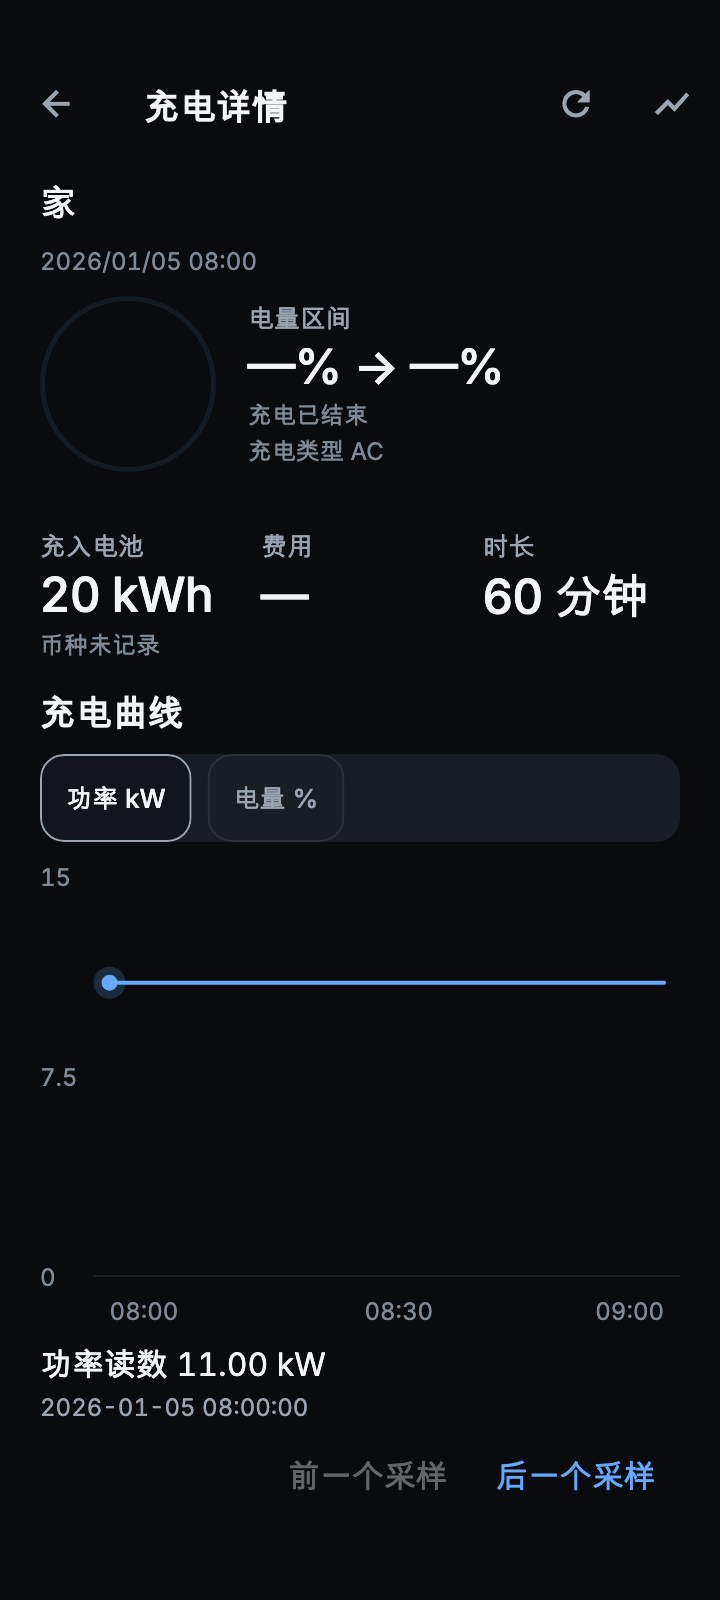 充电详情
家
2026/01/05 08:00
电量区间
—% → —%
充电已结束
充电类型 AC
充入电池
20 kWh
币种未记录
费用
—
时长
60 分钟
充电曲线
功率 kW
电量 %
15
7.5
0
08:00 08:30 09:00
功率读数 11.00 kW
2026-01-05 08:00:00
前一个采样
后一个采样